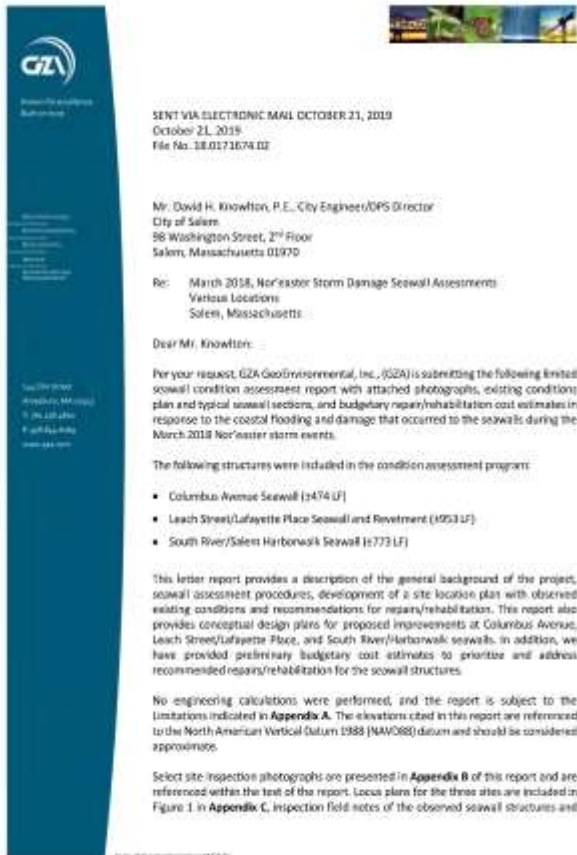 GZA
SENT VIA ELECTRONIC MAIL OCTOBER 21, 2019
October 21, 2019
File No. 18.0171674.02
Mr. David H. Knowlton, P.E., City Engineer/DPS Director
City of Salem
98 Washington Street, 2nd Floor
Salem, Massachusetts 01970
Re: March 2018, Nor'easter Storm Damage Seawall Assessments
Various Locations
Salem, Massachusetts
Dear Mr. Knowlton:
Per your request, GZA GeoEnvironmental, Inc., (GZA) is submitting the following limited
seawall condition assessment report with attached photographs, existing conditions
plan and typical seawall sections, and budgetary repair/rehabilitation cost estimates in
response to the coastal flooding and damage that occurred to the seawalls during the
March 2018 Nor'easter storm events.
The following structures were included in the condition assessment program:
• Columbus Avenue Seawall (±474 LF)
• Leach Street/Lafayette Place Seawall and Revetment (±953 LF)
• South River/Salem Harborwalk Seawall (±773 LF)
This letter report provides a description of the general background of the project,
seawall assessment procedures, development of a site location plan with observed
existing conditions and recommendations for repairs/rehabilitation. This report also
provides conceptual design plans for proposed improvements at Columbus Avenue,
Leach Street/Lafayette Place, and South River/Harborwalk seawalls. In addition, we
have provided preliminary budgetary cost estimates to prioritize and address
recommended repairs/rehabilitation for the seawall structures.
No engineering calculations were performed, and the report is subject to the
Limitations indicated in Appendix A. The elevations cited in this report are referenced
to the North American Vertical Datum 1988 (NAVD88) datum and should be considered
approximate.
Select site inspection photographs are presented in Appendix B of this report and are
referenced within the text of the report. Locus plans for the three sites are included in
Figure 1 in Appendix C, inspection field notes of the observed seawall structures and